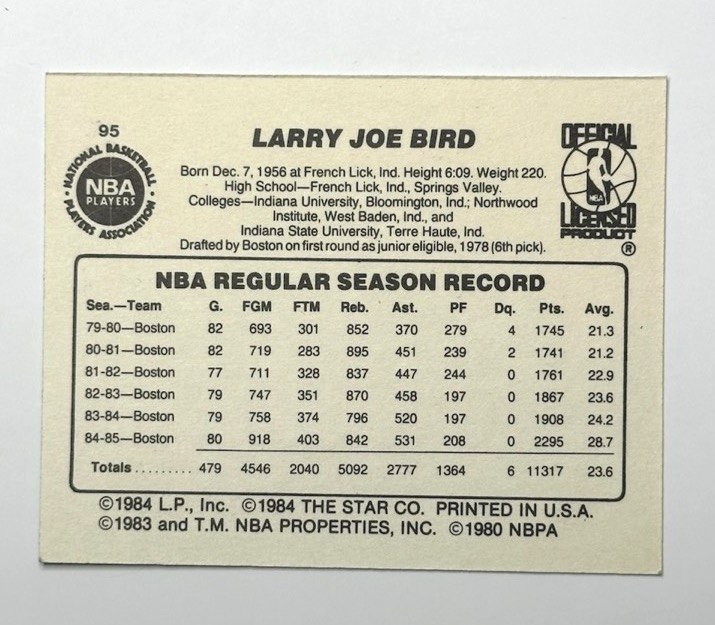 95
LARRY JOE BIRD
NATIONAL BASKETBALL
NBA
PLAYERS
PLAYERS ASSOCIATION
OFFICIAL
NBA
LICENSED
PRODUCT
®
Born Dec. 7, 1956 at French Lick, Ind. Height 6:09. Weight 220.
High School—French Lick, Ind., Springs Valley.
Colleges—Indiana University, Bloomington, Ind.; Northwood
Institute, West Baden, Ind., and
Indiana State University, Terre Haute, Ind.
Drafted by Boston on first round as junior eligible, 1978 (6th pick).
NBA REGULAR SEASON RECORD
Sea.—Team G. FGM FTM Reb. Ast. PF Dq. Pts. Avg.
79-80—Boston 82 693 301 852 370 279 4 1745 21.3
80-81—Boston 82 719 283 895 451 239 2 1741 21.2
81-82—Boston 77 711 328 837 447 244 0 1761 22.9
82-83—Boston 79 747 351 870 458 197 0 1867 23.6
83-84—Boston 79 758 374 796 520 197 0 1908 24.2
84-85—Boston 80 918 403 842 531 208 0 2295 28.7
Totals ......... 479 4546 2040 5092 2777 1364 6 11317 23.6
©1984 L.P., Inc. ©1984 THE STAR CO. PRINTED IN U.S.A.
©1983 and T.M. NBA PROPERTIES, INC. ©1980 NBPA